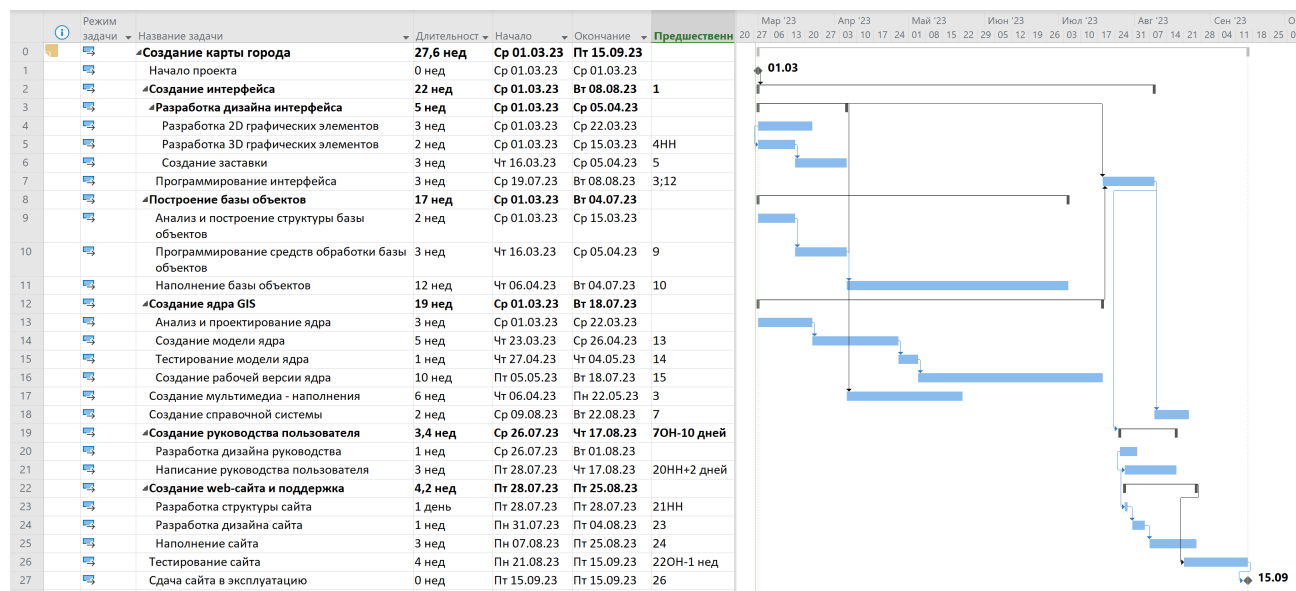 Режим
задачи Название задачи Длительност Начало Окончание Предшественн
Мар '23 Апр '23 Май '23 Июн '23 Июл '23 Авг '23 Сен '23 О
20 27 06 13 20 27 03 10 17 24 01 08 15 22 29 05 12 19 26 03 10 17 24 31 07 14 21 28 04 11 18 25 0
0 Создание карты города 27,6 нед Ср 01.03.23 Пт 15.09.23
1 Начало проекта 0 нед Ср 01.03.23 Ср 01.03.23 01.03
2 Создание интерфейса 22 нед Ср 01.03.23 Вт 08.08.23 1
3 Разработка дизайна интерфейса 5 нед Ср 01.03.23 Ср 05.04.23
4 Разработка 2D графических элементов 3 нед Ср 01.03.23 Ср 22.03.23
5 Разработка 3D графических элементов 2 нед Ср 01.03.23 Ср 15.03.23 4НН
6 Создание заставки 3 нед Чт 16.03.23 Ср 05.04.23 5
7 Программирование интерфейса 3 нед Ср 19.07.23 Вт 08.08.23 3;12
8 Построение базы объектов 17 нед Ср 01.03.23 Вт 04.07.23
9 Анализ и построение структуры базы 2 нед Ср 01.03.23 Ср 15.03.23
объектов
10 Программирование средств обработки базы 3 нед Чт 16.03.23 Ср 05.04.23 9
объектов
11 Наполнение базы объектов 12 нед Чт 06.04.23 Вт 04.07.23 10
12 Создание ядра GIS 19 нед Ср 01.03.23 Вт 18.07.23
13 Анализ и проектирование ядра 3 нед Ср 01.03.23 Ср 22.03.23
14 Создание модели ядра 5 нед Чт 23.03.23 Ср 26.04.23 13
15 Тестирование модели ядра 1 нед Чт 27.04.23 Чт 04.05.23 14
16 Создание рабочей версии ядра 10 нед Пт 05.05.23 Вт 18.07.23 15
17 Создание мультимедиа - наполнения 6 нед Чт 06.04.23 Пн 22.05.23 3
18 Создание справочной системы 2 нед Ср 09.08.23 Вт 22.08.23 7
19 Создание руководства пользователя 3,4 нед Ср 26.07.23 Чт 17.08.23 7ОН-10 дней
20 Разработка дизайна руководства 1 нед Ср 26.07.23 Вт 01.08.23
21 Написание руководства пользователя 3 нед Пт 28.07.23 Чт 17.08.23 20НН+2 дней
22 Создание web-сайта и поддержка 4,2 нед Пт 28.07.23 Пт 25.08.23
23 Разработка структуры сайта 1 день Пт 28.07.23 Пт 28.07.23 21НН
24 Разработка дизайна сайта 1 нед Пн 31.07.23 Пт 04.08.23 23
25 Наполнение сайта 3 нед Пн 07.08.23 Пт 25.08.23 24
26 Тестирование сайта 4 нед Пн 21.08.23 Пт 15.09.23 22ОН-1 нед
27 Сдача сайта в эксплуатацию 0 нед Пт 15.09.23 Пт 15.09.23 26 15.09